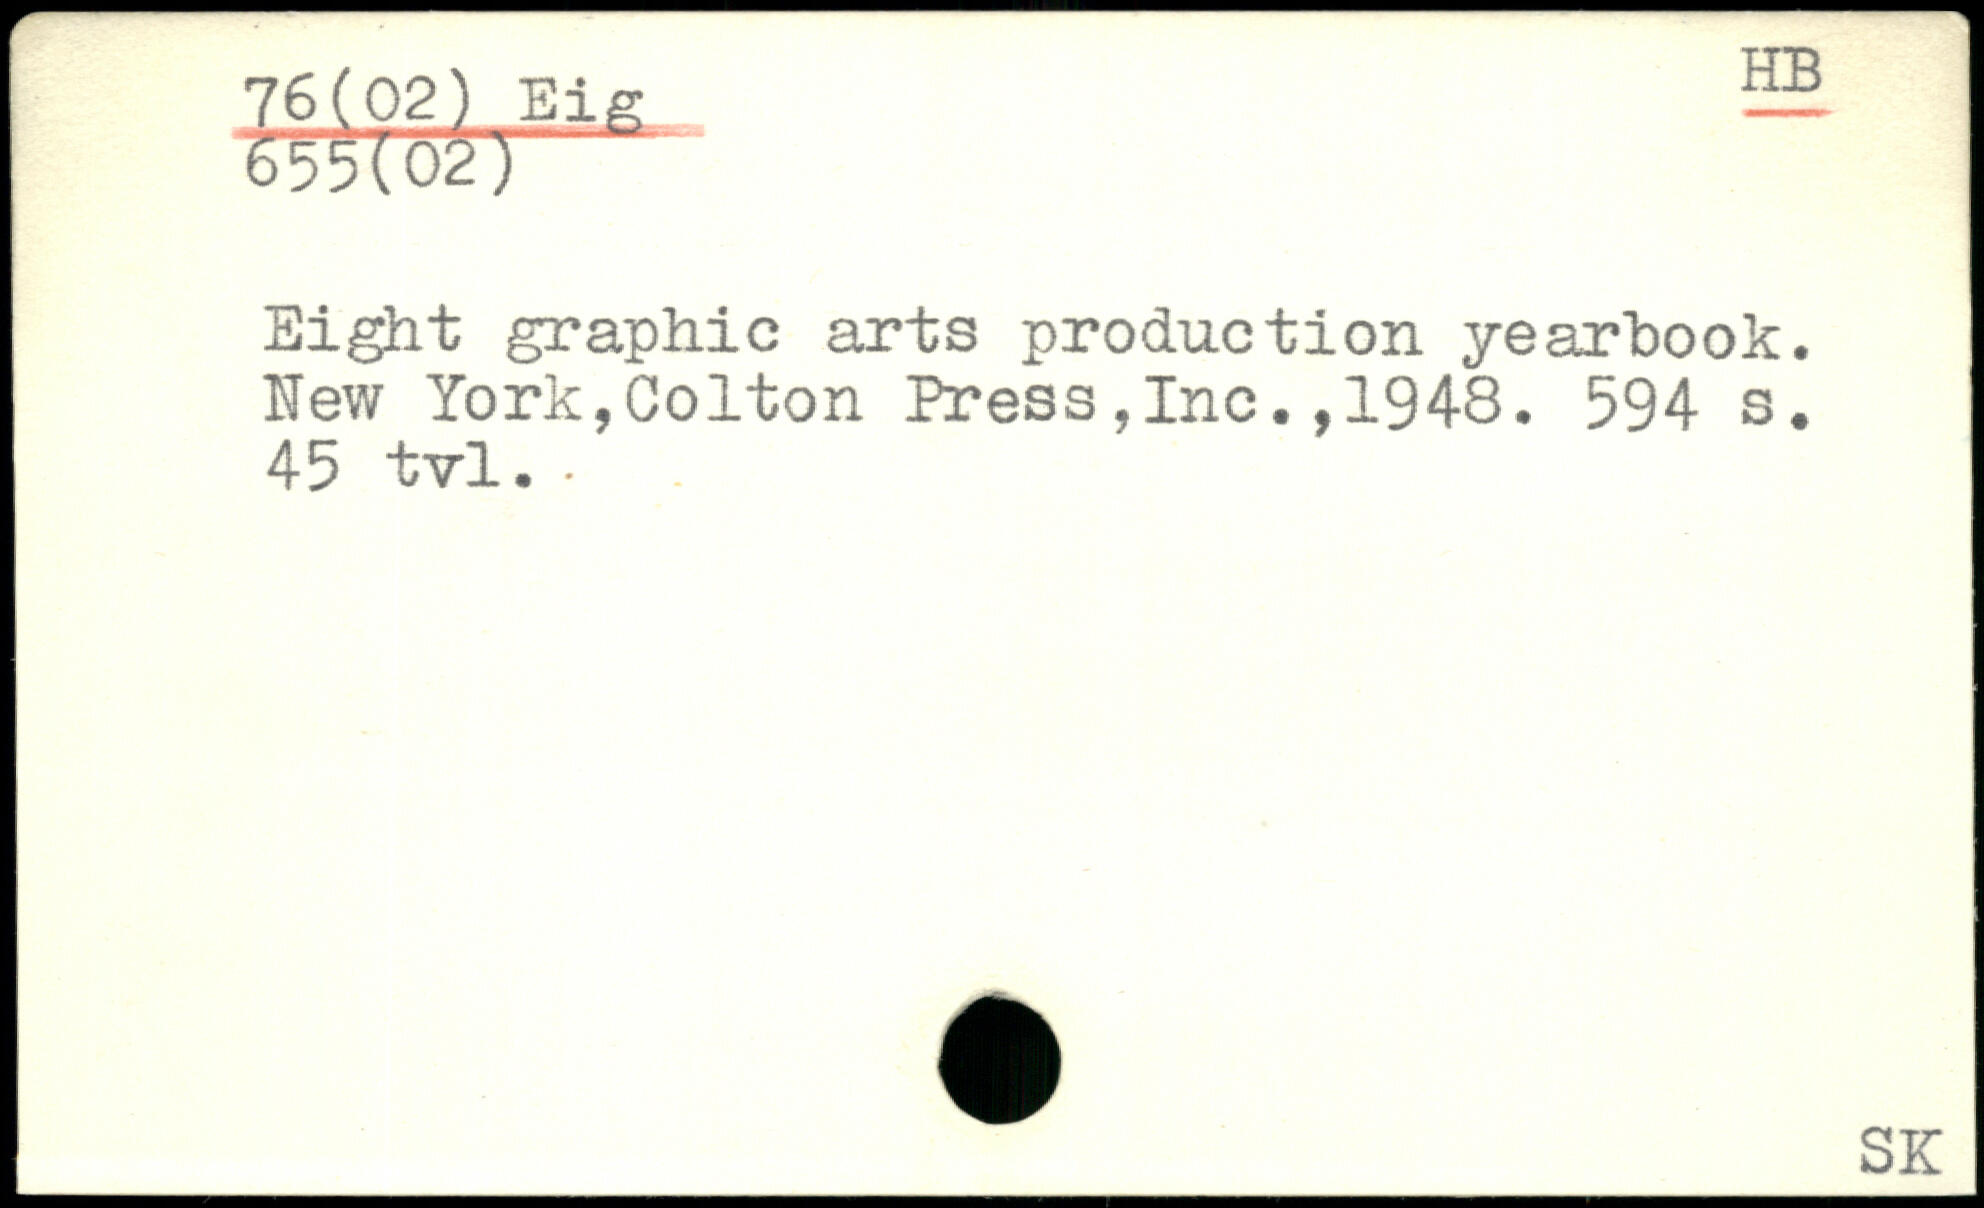 HB
76(02) Eig
655(02)
Eight graphic arts production yearbook.
New York,Colton Press,Inc.,1948. 594 s.
45 tvl.
SK